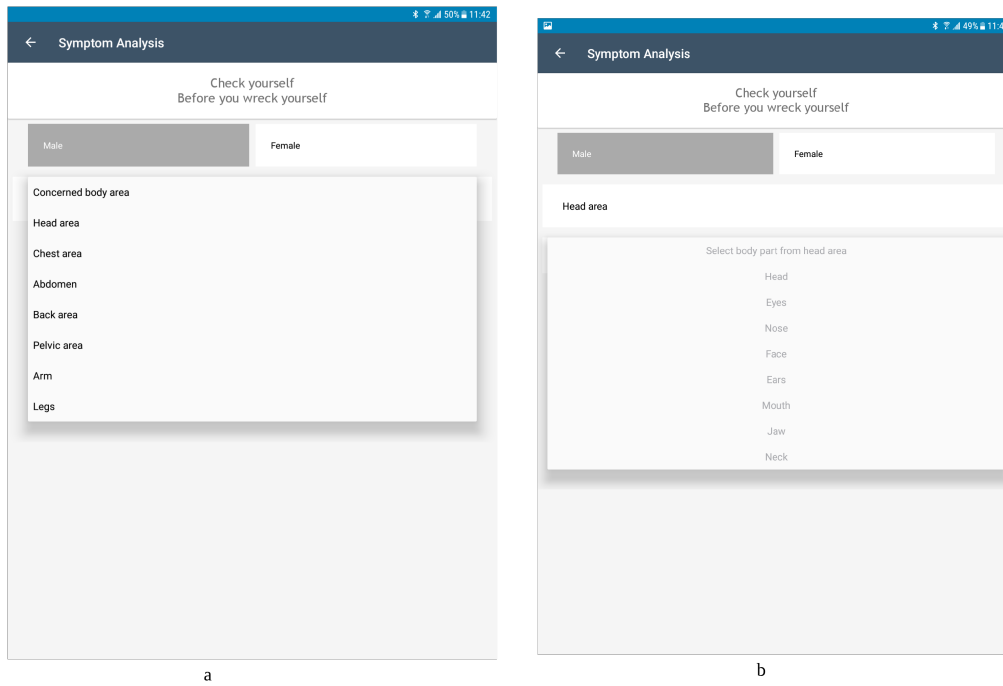 50% 11:42
Symptom Analysis
Check yourself
Before you wreck yourself
Male Female
Concerned body area
Head area
Chest area
Abdomen
Back area
Pelvic area
Arm
Legs
a
49% 11:4
Symptom Analysis
Check yourself
Before you wreck yourself
Male Female
Head area
Select body part from head area
Head
Eyes
Nose
Face
Ears
Mouth
Jaw
Neck
b